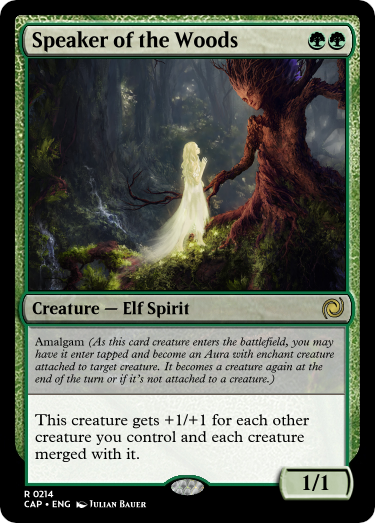 Speaker of the Woods
Creature — Elf Spirit
Amalgam (As this card creature enters the battlefield, you may
have it enter tapped and become an Aura with enchant creature
attached to target creature. It becomes a creature again at the
end of the turn or if it's not attached to a creature.)
This creature gets +1/+1 for each other
creature you control and each creature
merged with it.
1/1
R 0214
CAP • ENG Julian Bauer